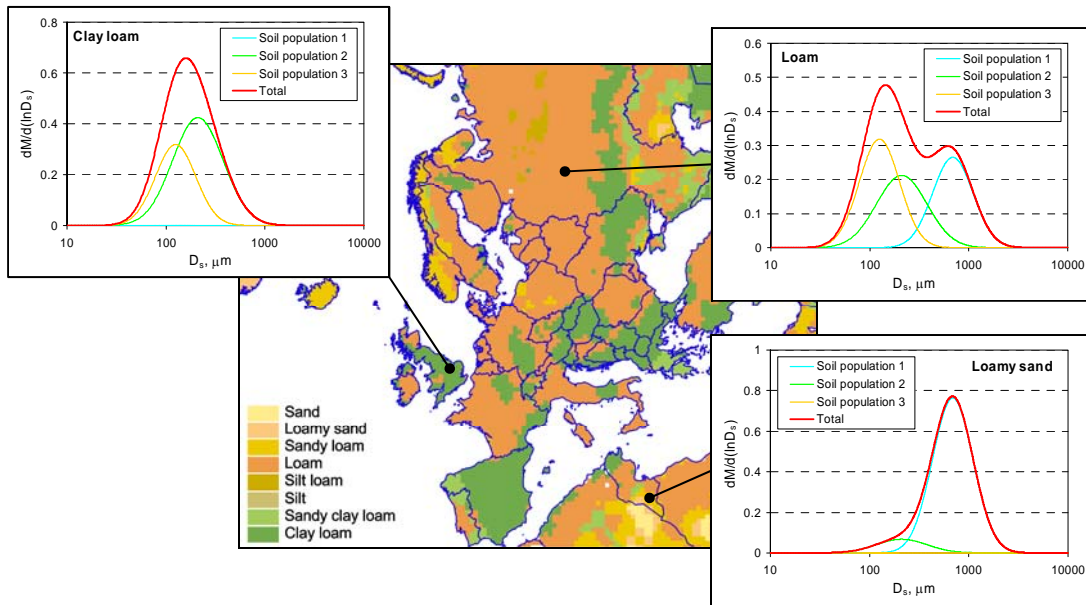 Clay loam
Soil population 1
Soil population 2
Soil population 3
Total
0.8
0.6
0.4
0.2
0
10 100 1000 10000
dM/d(lnDs)
Ds, μm
Loam
Soil population 1
Soil population 2
Soil population 3
Total
0.6
0.5
0.4
0.3
0.2
0.1
0
10 100 1000 10000
dM/d(lnDs)
Ds, μm
Sand
Loamy sand
Sandy loam
Loam
Silt loam
Silt
Sandy clay loam
Clay loam
Loamy sand
Soil population 1
Soil population 2
Soil population 3
Total
1
0.8
0.6
0.4
0.2
0
10 100 1000 10000
dM/d(lnDs)
Ds, μm